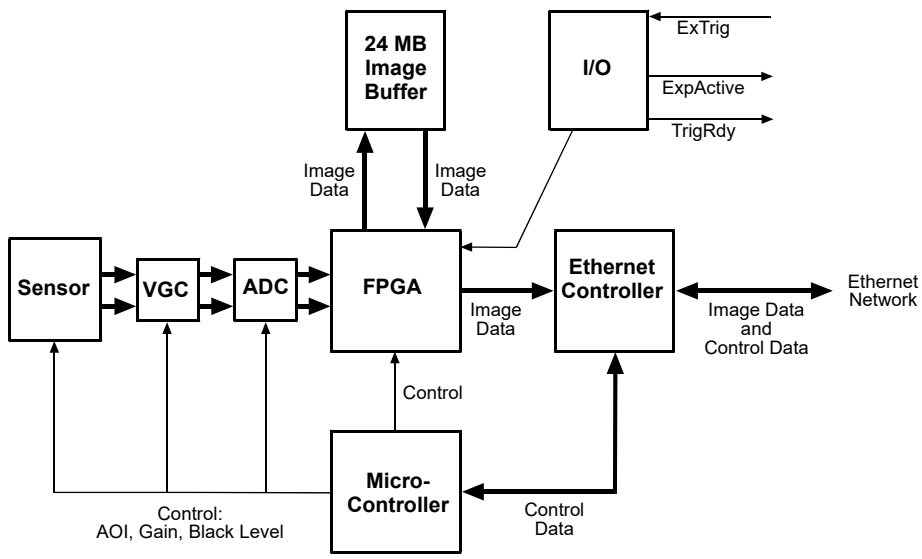 24 MB
Image
Buffer
I/O
ExTrig
ExpActive
TrigRdy
Image
Data
Image
Data
Sensor
VGC
ADC
FPGA
Image
Data
Ethernet
Controller
Image Data
and
Control Data
Ethernet
Network
Control
Micro-
Controller
Control
Data
Control:
AOI, Gain, Black Level